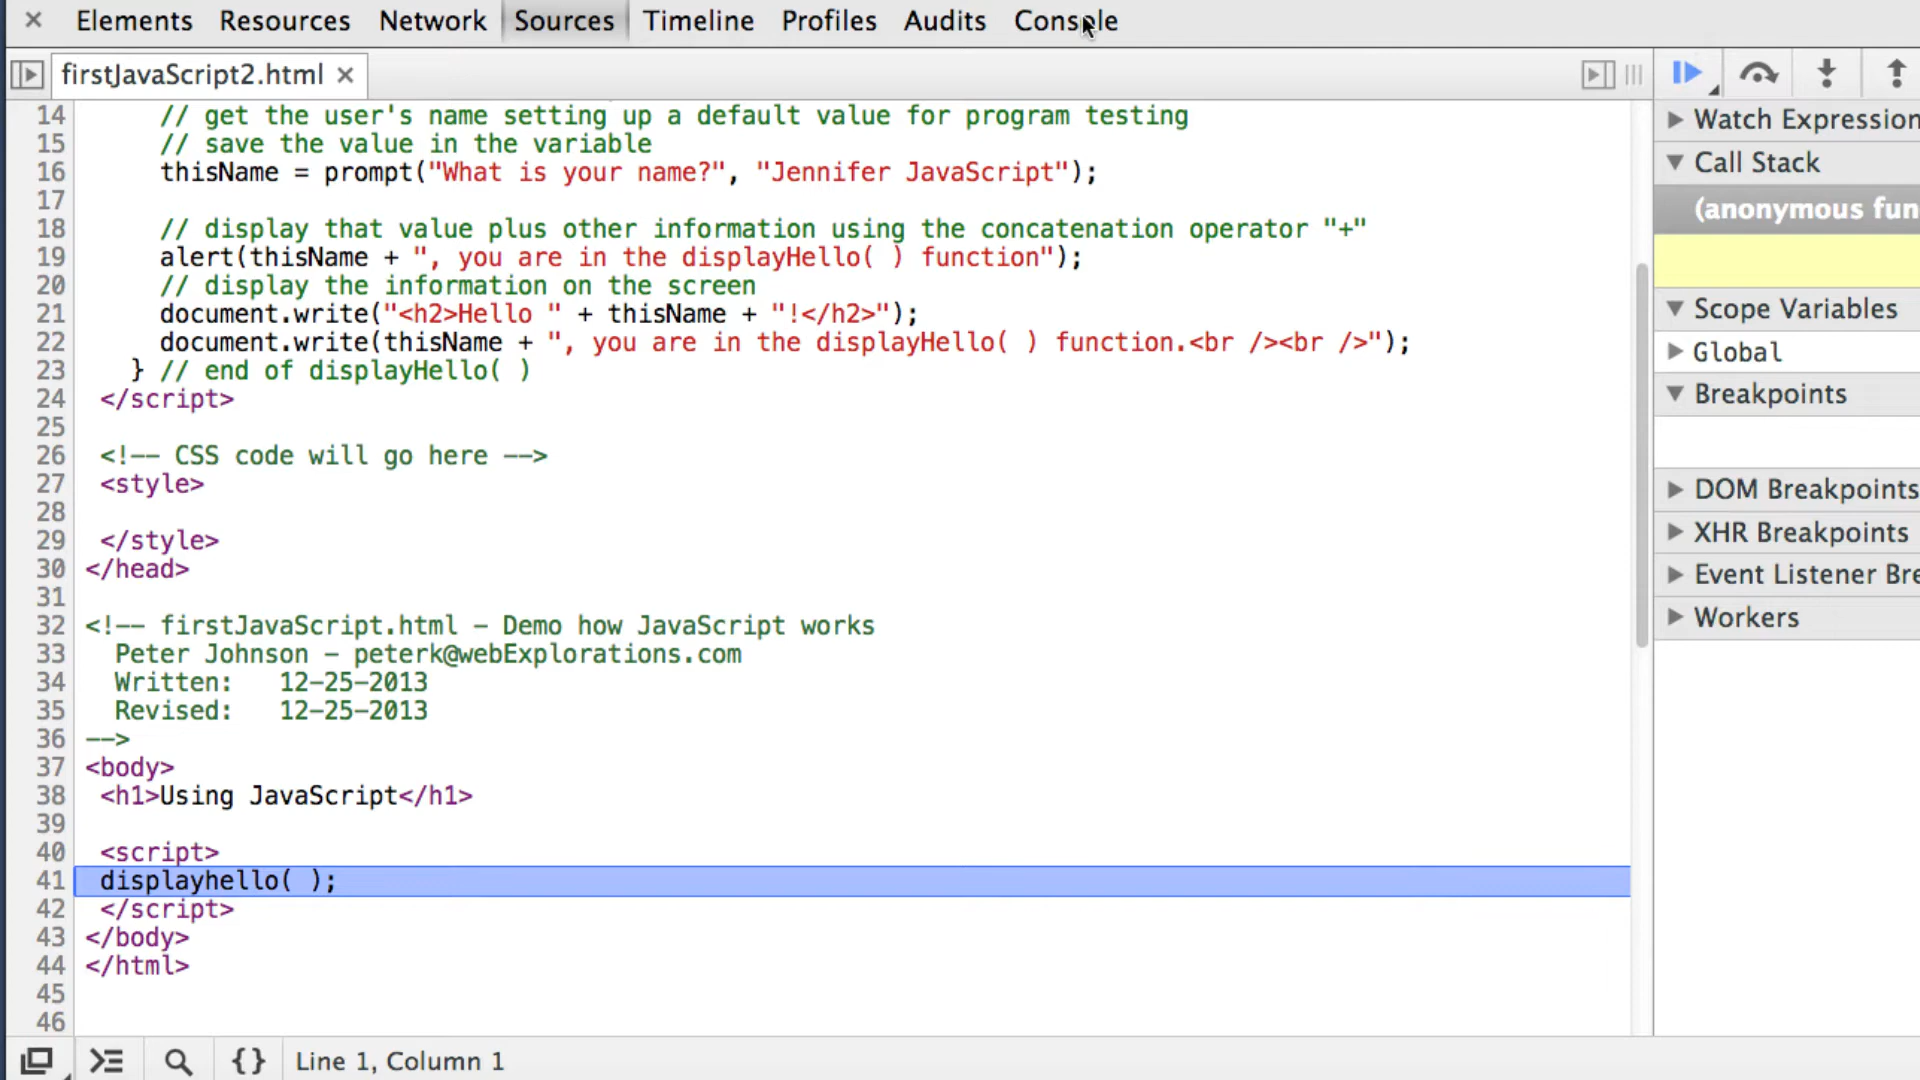 × Elements Resources Network Sources Timeline Profiles Audits Console
firstJavaScript2.html ×
14 // get the user's name setting up a default value for program testing
15 // save the value in the variable
16 thisName = prompt("What is your name?", "Jennifer JavaScript");
17
18 // display that value plus other information using the concatenation operator "+"
19 alert(thisName + ", you are in the displayHello( ) function");
20 // display the information on the screen
21 document.write("<h2>Hello " + thisName + "!</h2>");
22 document.write(thisName + ", you are in the displayHello( ) function.<br /><br />");
23 } // end of displayHello( )
24 </script>
25
26 <!-- CSS code will go here -->
27 <style>
28
29 </style>
30 </head>
31
32 <!-- firstJavaScript.html - Demo how JavaScript works
33 Peter Johnson - peterk@webExplorations.com
34 Written: 12-25-2013
35 Revised: 12-25-2013
36 -->
37 <body>
38 <h1>Using JavaScript</h1>
39
40 <script>
41 displayhello( );
42 </script>
43 </body>
44 </html>
45
46
Line 1, Column 1
Watch Expression
Call Stack
(anonymous fun
Scope Variables
Global
Breakpoints
DOM Breakpoints
XHR Breakpoints
Event Listener Bre
Workers